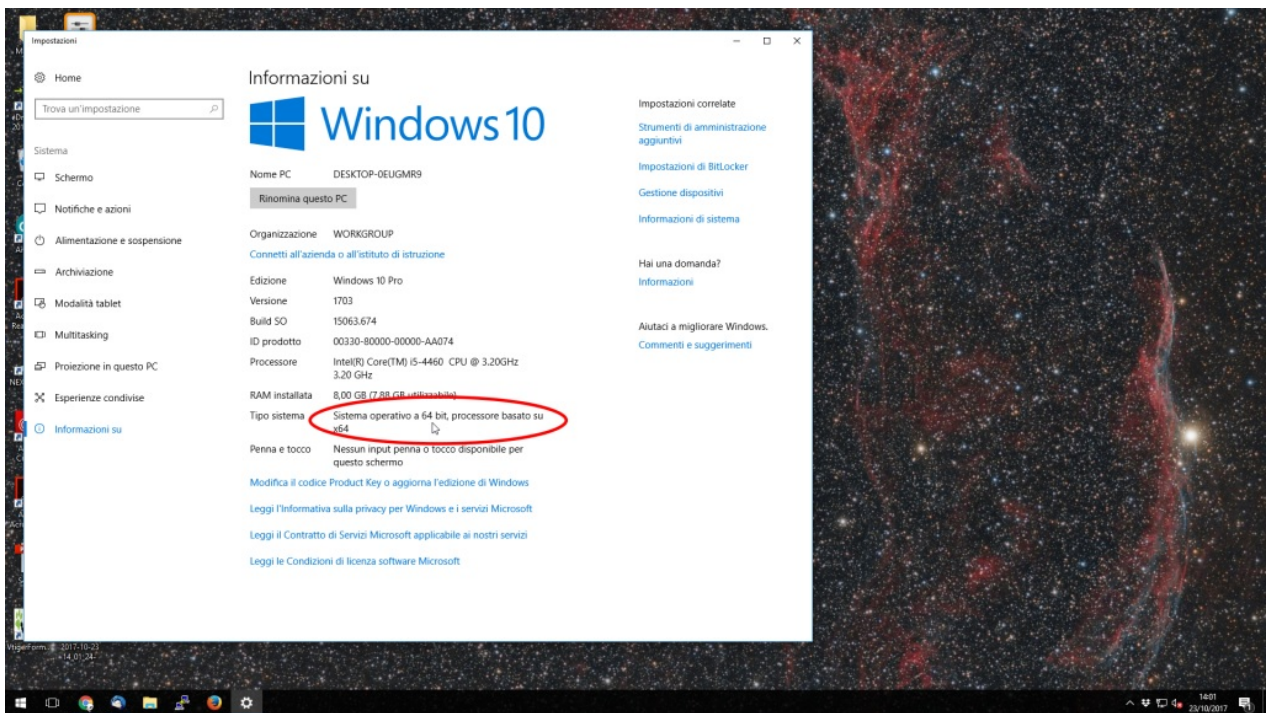 Impostazioni
Home
Trova un'impostazione
Sistema
Schermo
Notifiche e azioni
Alimentazione e sospensione
Archiviazione
Modalità tablet
Multitasking
Proiezione in questo PC
Esperienze condivise
Informazioni su
Informazioni su
Windows 10
Nome PC DESKTOP-0EUGMR9
Rinomina questo PC
Organizzazione WORKGROUP
Connetti all'azienda o all'istituto di istruzione
Edizione Windows 10 Pro
Versione 1703
Build SO 15063.674
ID prodotto 00330-80000-00000-AA074
Processore Intel(R) Core(TM) i5-4460 CPU @ 3.20GHz
3.20 GHz
RAM installata 8,00 GB (7,88 GB utilizzabile)
Tipo sistema Sistema operativo a 64 bit, processore basato su
x64
Penna e tocco Nessun input penna o tocco disponibile per
questo schermo
Modifica il codice Product Key o aggiorna l'edizione di Windows
Leggi l'Informativa sulla privacy per Windows e i servizi Microsoft
Leggi il Contratto di Servizi Microsoft applicabile ai nostri servizi
Leggi le Condizioni di licenza software Microsoft
Impostazioni correlate
Strumenti di amministrazione
aggiuntivi
Impostazioni di BitLocker
Gestione dispositivi
Informazioni di sistema
Hai una domanda?
Informazioni
Aiutaci a migliorare Windows.
Commenti e suggerimenti
2017-10-23
14:01
23/10/2017